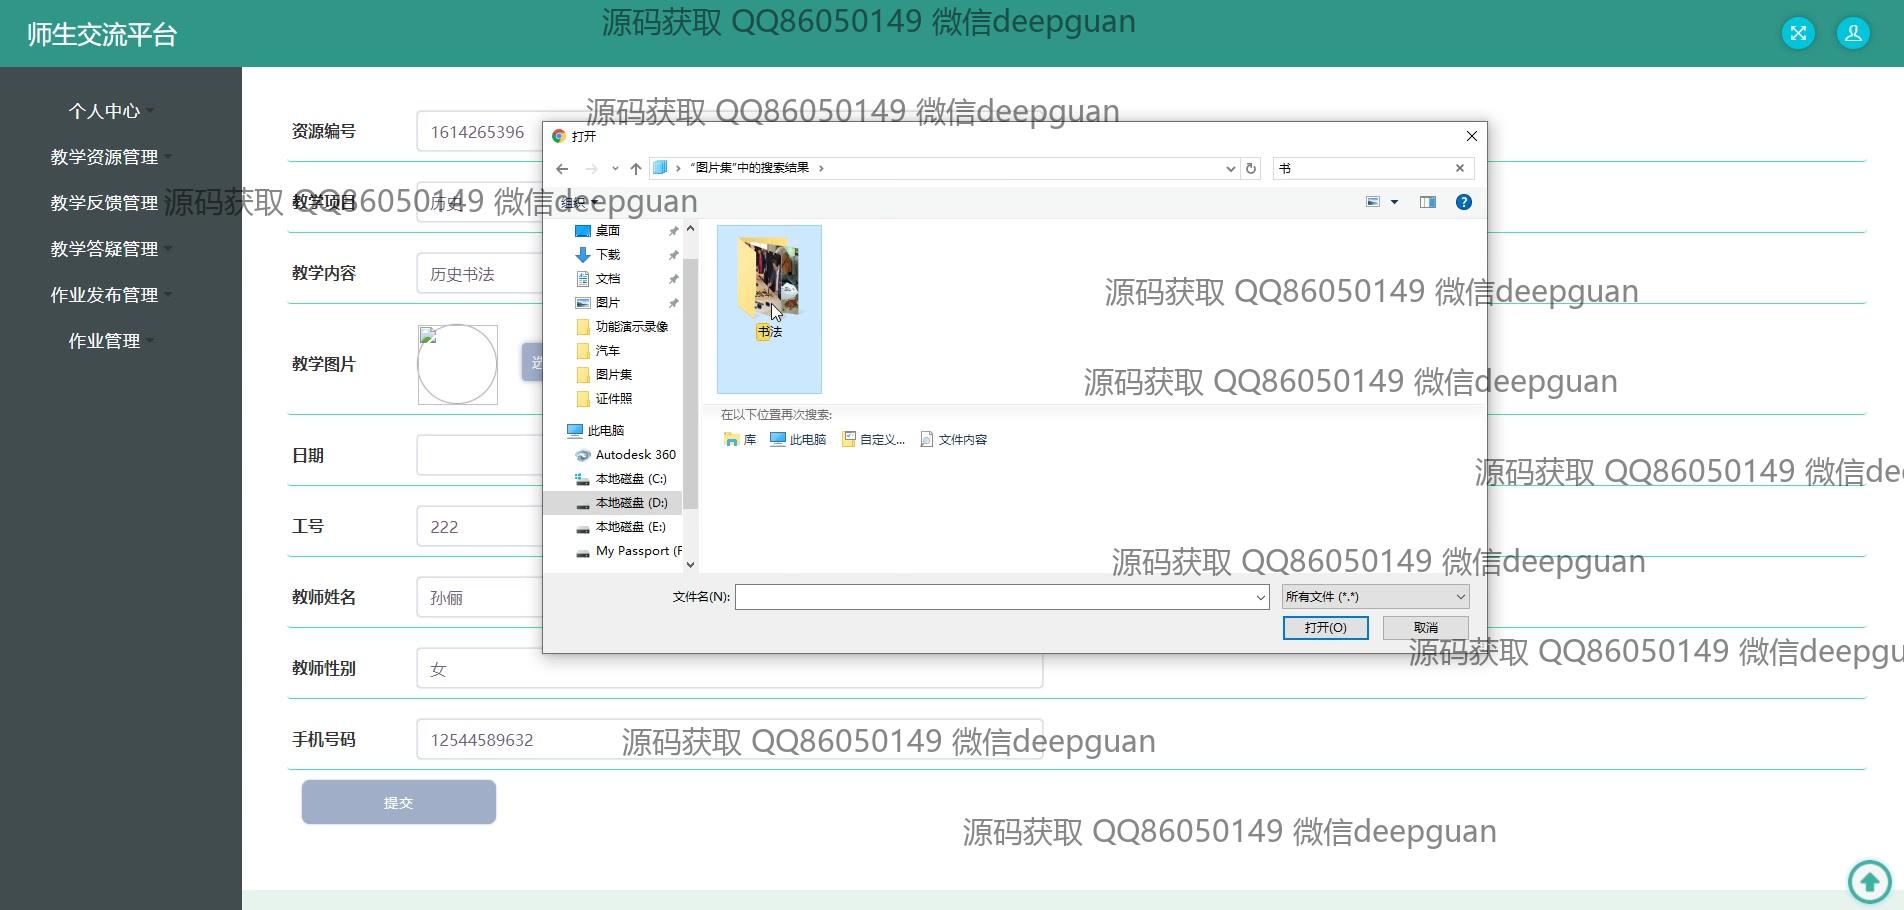 师生交流平台
源码获取 QQ86050149 微信deepguan
个人中心
教学资源管理
教学反馈管理
教学答疑管理
作业发布管理
作业管理
源码获取 QQ86050149 微信deepguan
资源编号
1614265396
教学项目
历史
源码获取 QQ86050149 微信deepguan
教学内容
历史书法
教学图片
选
日期
工号
222
教师姓名
孙俪
教师性别
女
手机号码
12544589632
提交
打开
“图片集”中的搜索结果
书
组织
桌面
下载
文档
图片
功能演示录像
汽车
图片集
证件照
此电脑
Autodesk 360
本地磁盘 (C:)
本地磁盘 (D:)
本地磁盘 (E:)
My Passport (F
书法
在以下位置再次搜索:
库
此电脑
自定义...
文件内容
文件名(N):
所有文件 (*.*)
打开(O)
取消
源码获取 QQ86050149 微信deepguan
源码获取 QQ86050149 微信deepguan
源码获取 QQ86050149 微信dee
源码获取 QQ86050149 微信deepguan
源码获取 QQ86050149 微信deepgu
源码获取 QQ86050149 微信deepguan
源码获取 QQ86050149 微信deepguan